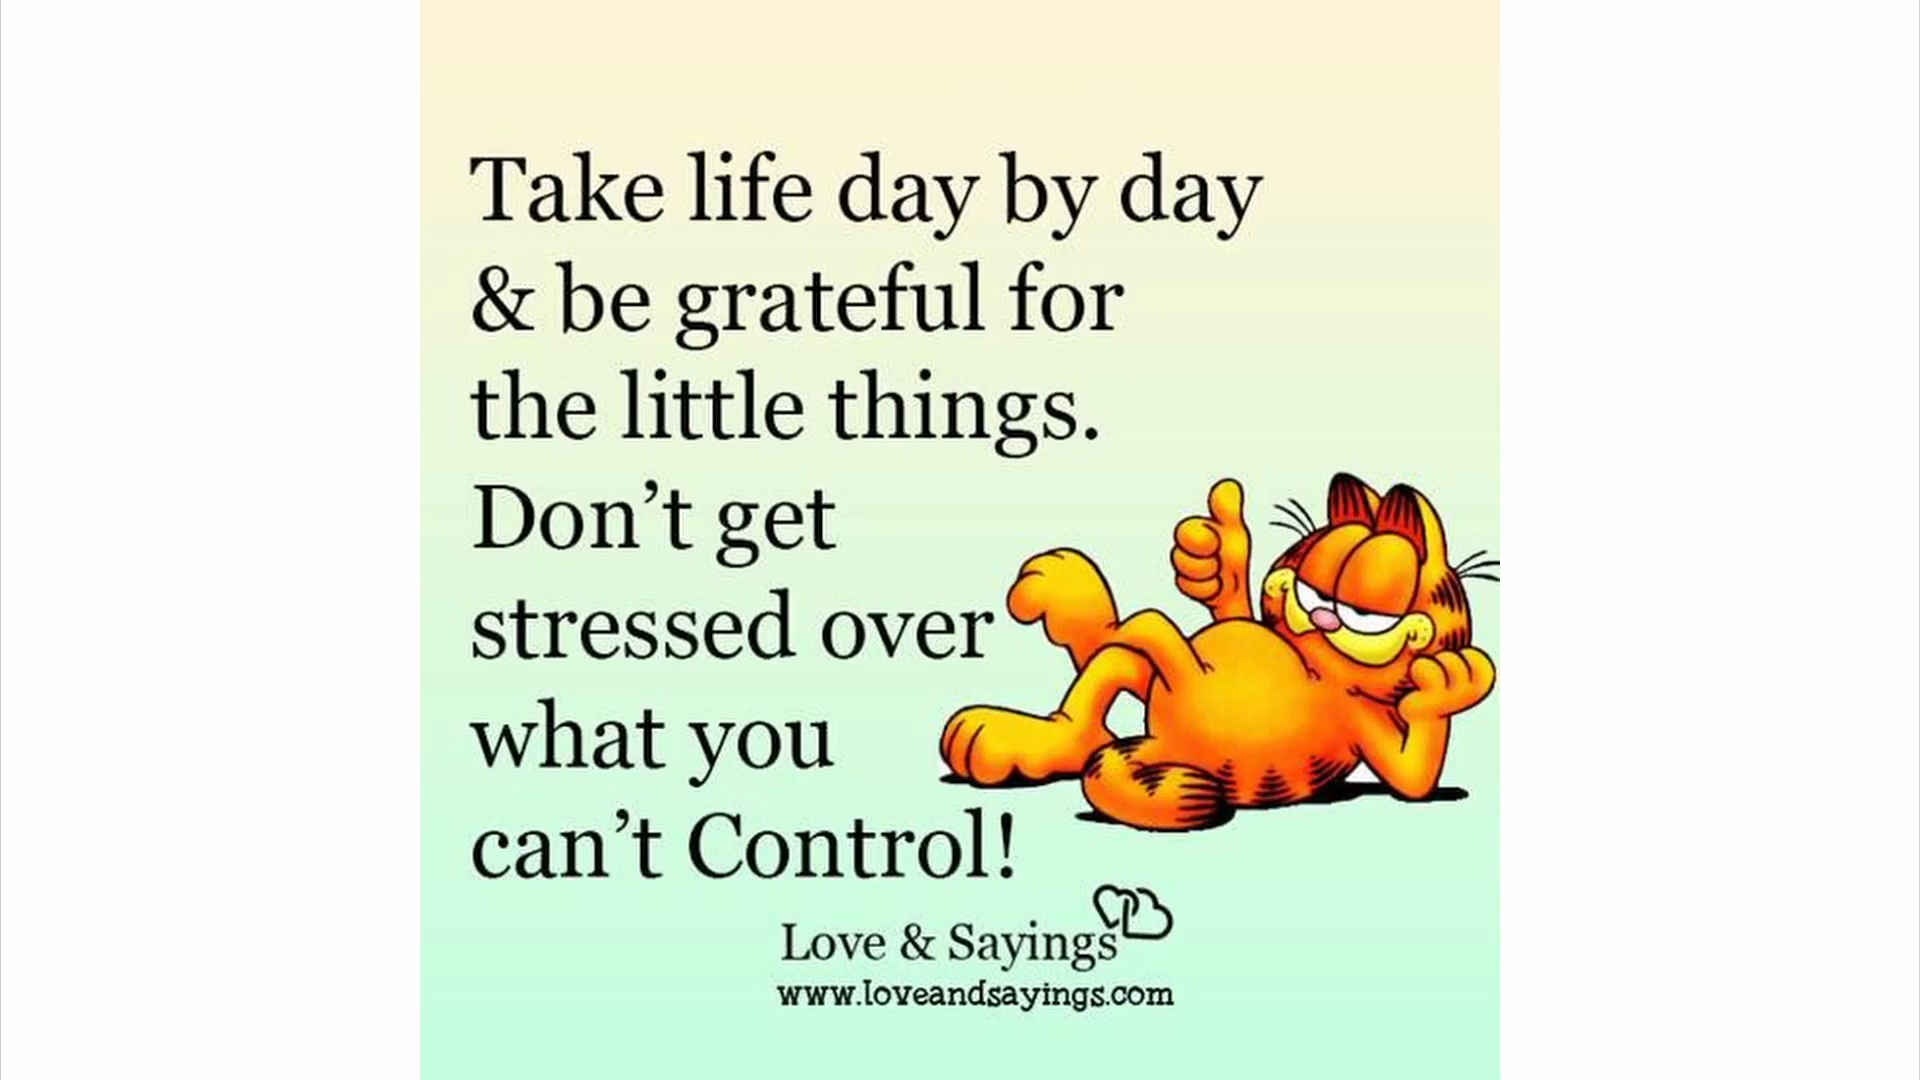 Take life day by day
& be grateful for
the little things.
Don’t get
stressed over
what you
can’t Control!
Love & Sayings
www.loveandsayings.com